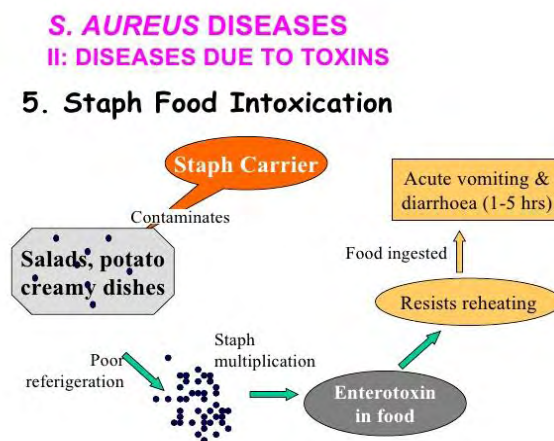 S. AUREUS DISEASES
II: DISEASES DUE TO TOXINS
5. Staph Food Intoxication
Staph Carrier
Contaminates
Salads, potato
creamy dishes
Poor
referigeration
Staph
multiplication
Enterotoxin
in food
Resists reheating
Food ingested
Acute vomiting &
diarrhoea (1-5 hrs)